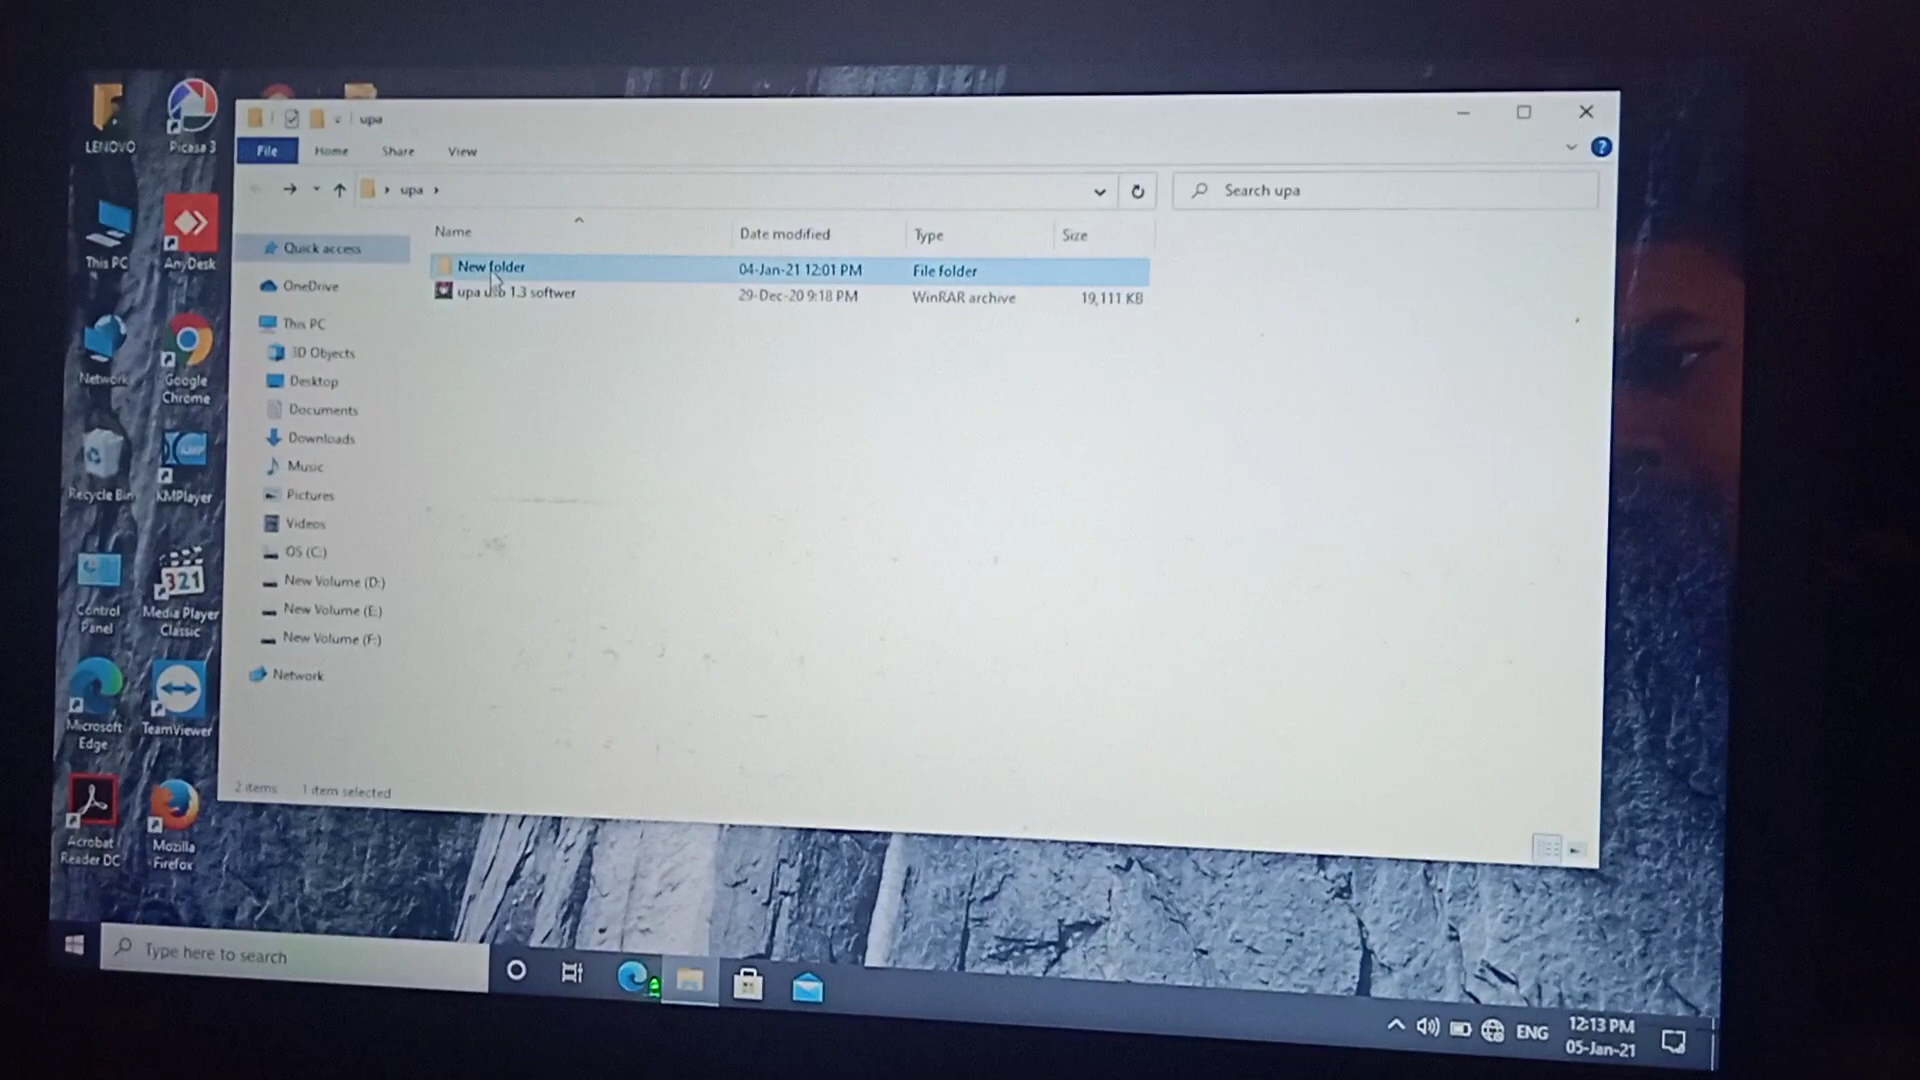 upa
File Home Share View
upa
Search upa
Name Date modified Type Size
New folder 04-Jan-21 12:01 PM File folder
upa usb 1.3 softwer 29-Dec-20 9:18 PM WinRAR archive 19,111 KB
Quick access
OneDrive
This PC
3D Objects
Desktop
Documents
Downloads
Music
Pictures
Videos
OS (C:)
New Volume (D:)
New Volume (E:)
New Volume (F:)
Network
2 items 1 item selected
LENOVO
Picasa 3
This PC
AnyDesk
Network
Google
Chrome
Recycle Bin
KMPlayer
Control
Panel
321
Media Player
Classic
Microsoft
Edge
TeamViewer
Acrobat
Reader DC
Mozilla
Firefox
Type here to search
ENG
12:13 PM
05-Jan-21